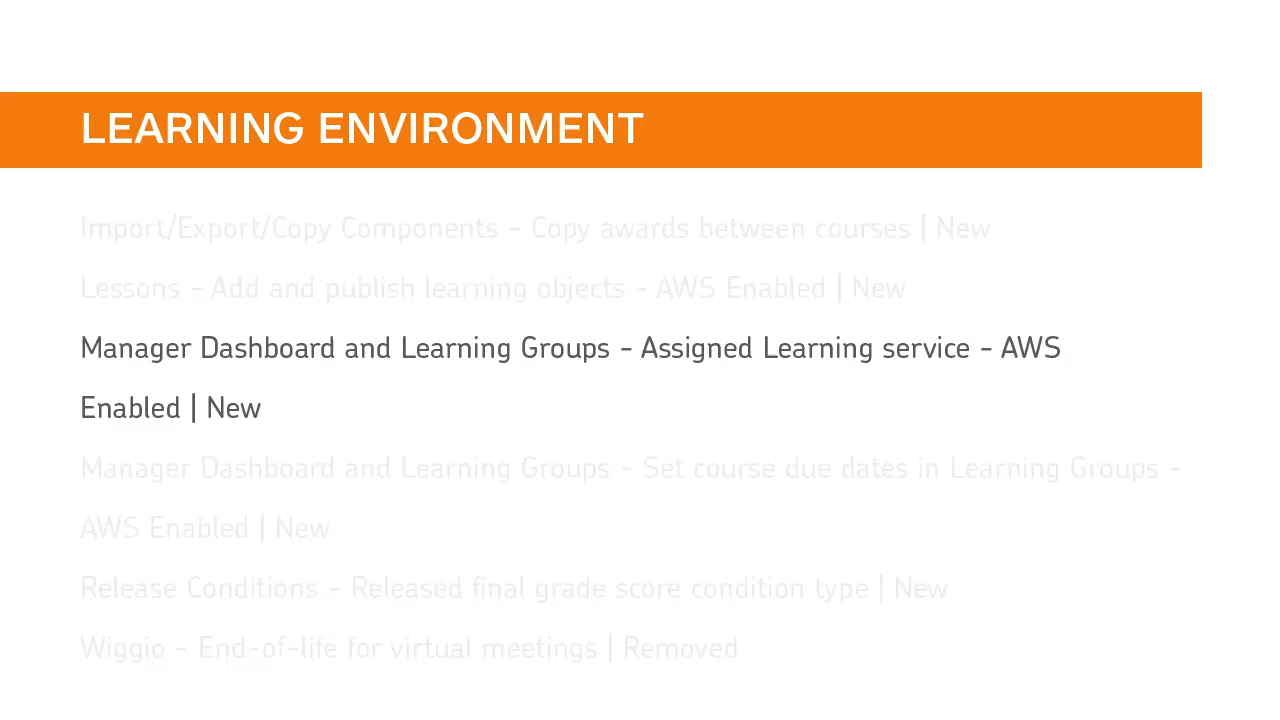 LEARNING ENVIRONMENT
Import/Export/Copy Components - Copy awards between courses | New
Lessons - Add and publish learning objects - AWS Enabled | New
Manager Dashboard and Learning Groups - Assigned Learning service - AWS
Enabled | New
Manager Dashboard and Learning Groups - Set course due dates in Learning Groups -
AWS Enabled | New
Release Conditions - Released final grade score condition type | New
Wiggio - End-of-life for virtual meetings | Removed